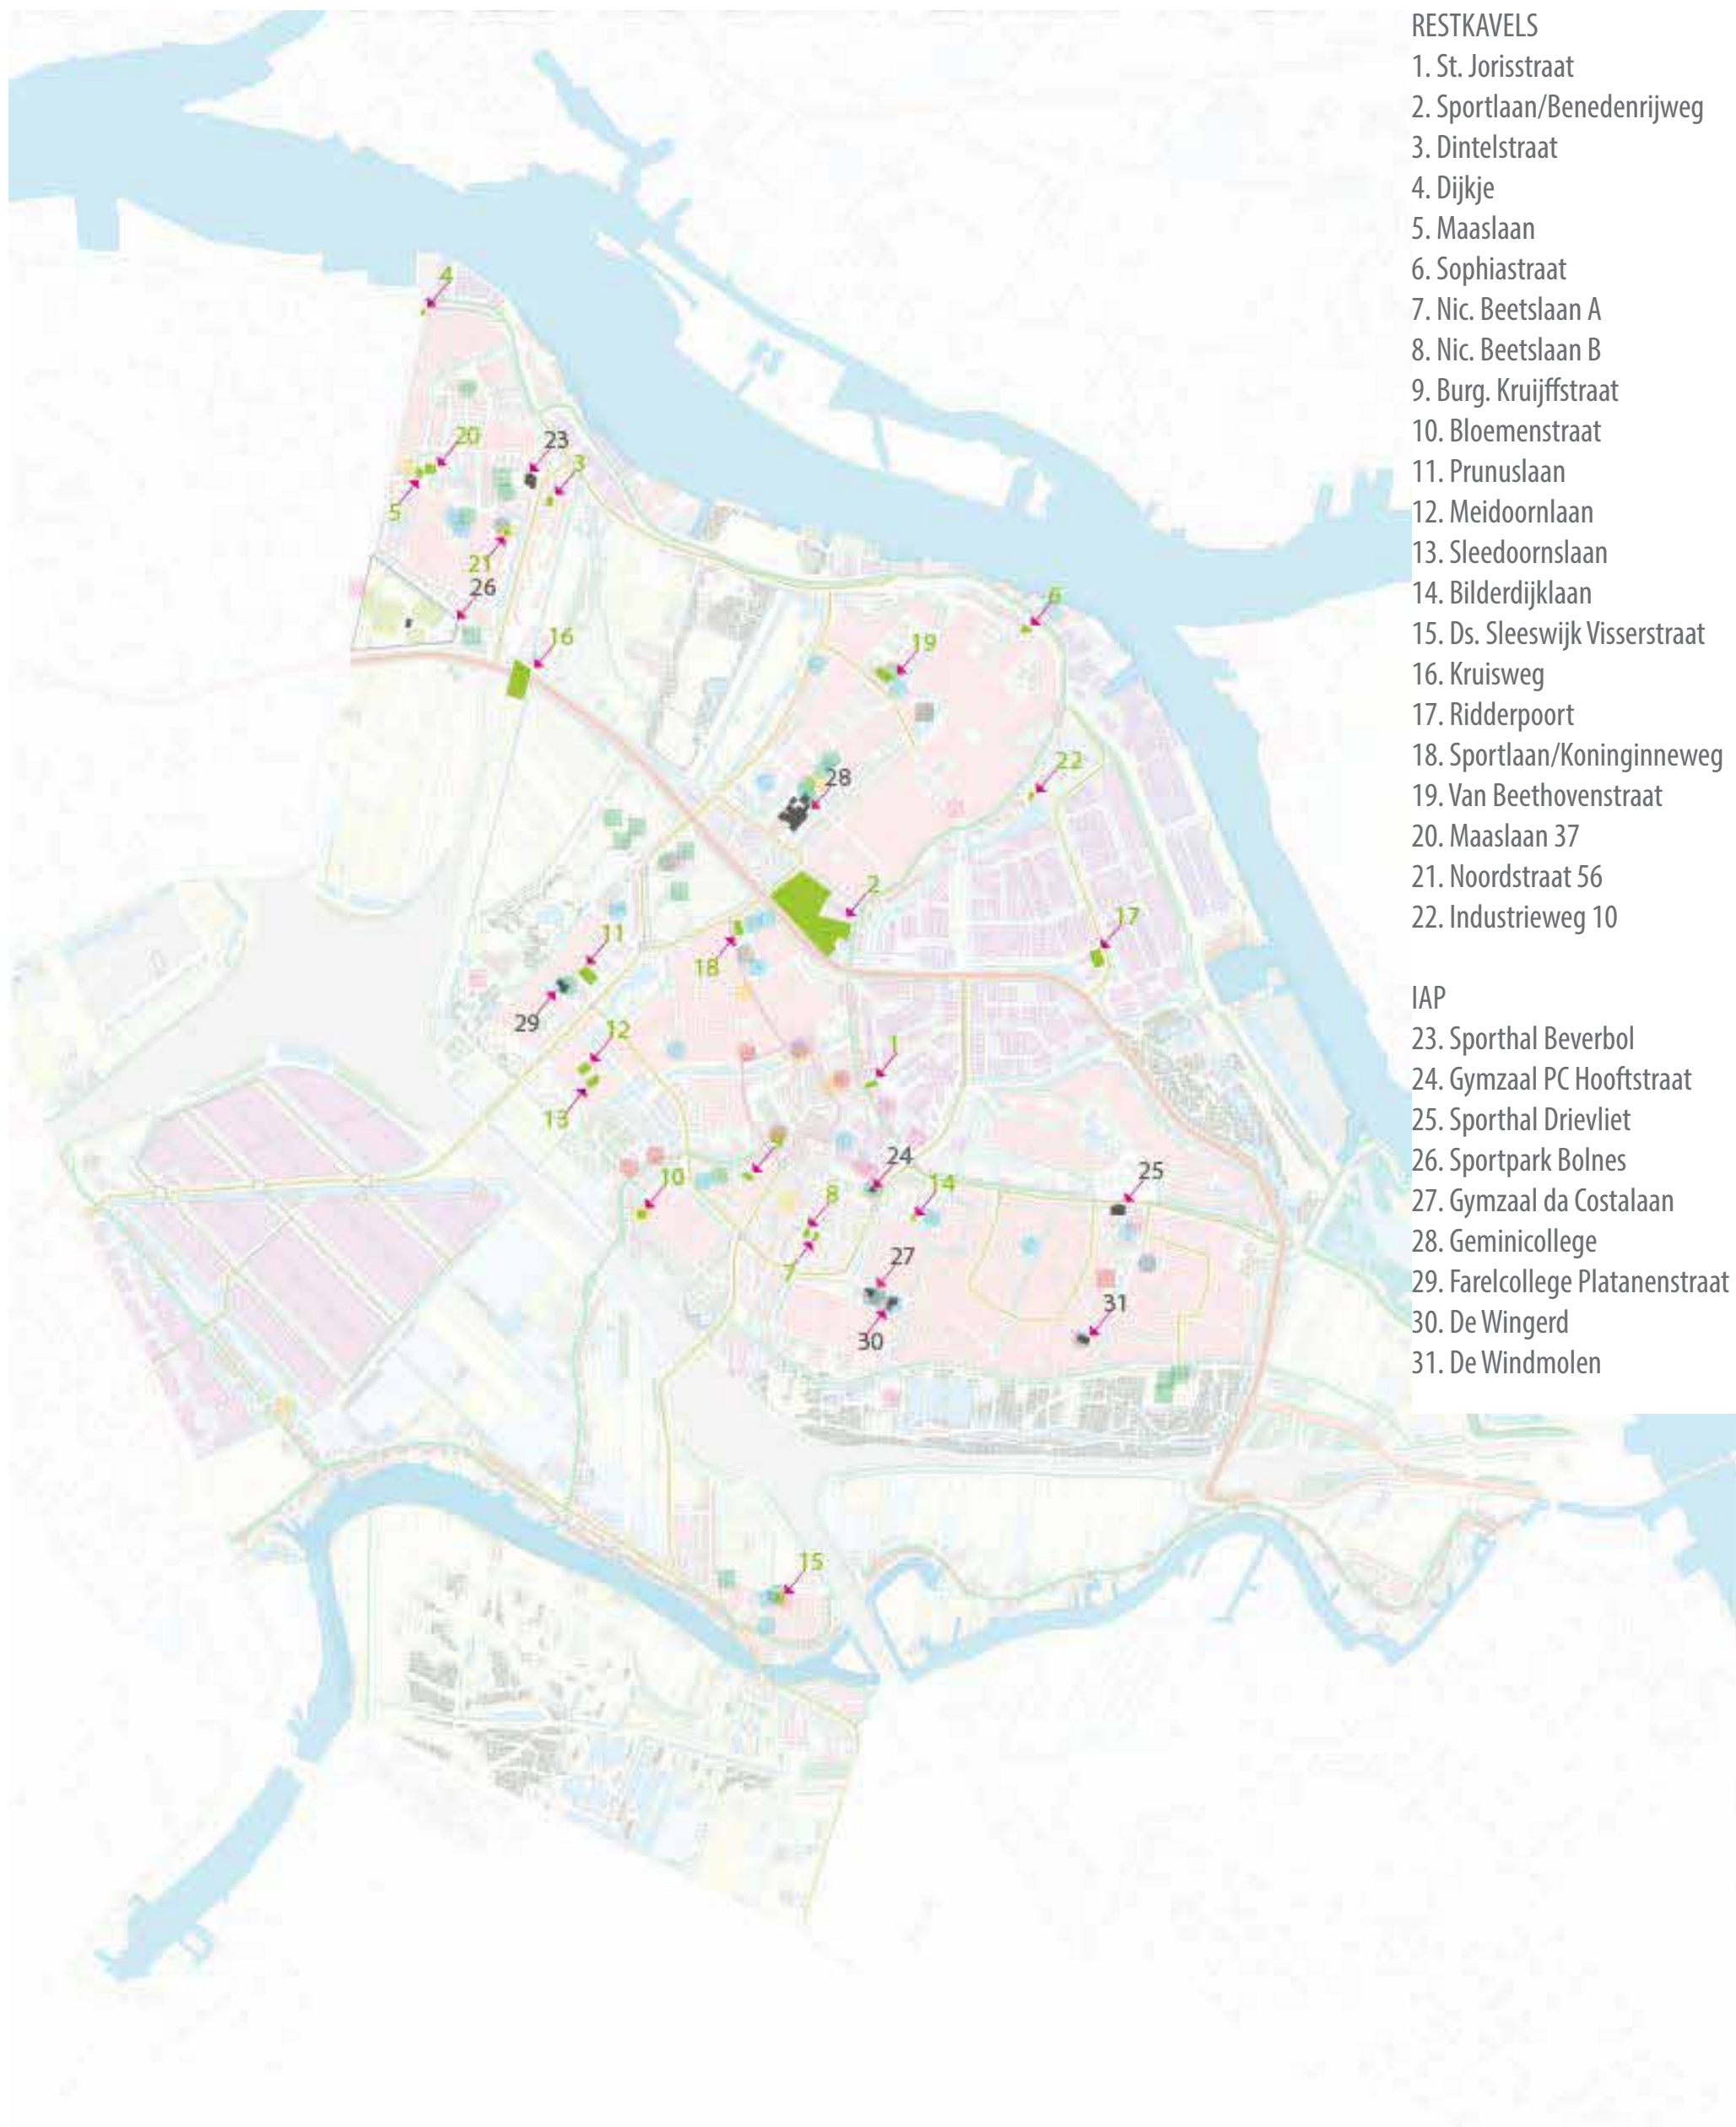 RESTKAVELS
1. St. Jorisstraat
2. Sportlaan/Benedenrijweg
3. Dintelstraat
4. Dijkje
5. Maaslaan
6. Sophiastraat
7. Nic. Beetslaan A
8. Nic. Beetslaan B
9. Burg. Kruijffstraat
10. Bloemenstraat
11. Prunuslaan
12. Meidoornlaan
13. Sleedoornslaan
14. Bilderdijklaan
15. Ds. Sleeswijk Visserstraat
16. Kruisweg
17. Ridderpoort
18. Sportlaan/Koninginneweg
19. Van Beethovenstraat
20. Maaslaan 37
21. Noordstraat 56
22. Industrieweg 10
IAP
23. Sporthal Beverbol
24. Gymzaal PC Hooftstraat
25. Sporthal Drievliet
26. Sportpark Bolnes
27. Gymzaal da Costalaan
28. Geminicollege
29. Farelcollege Platanenstraat
30. De Wingerd
31. De Windmolen
4
20
23
3
5
21
26
6
16
19
22
28
2
17
11
18
29
12
1
13
9
24
25
10
14
8
7
27
31
30
15